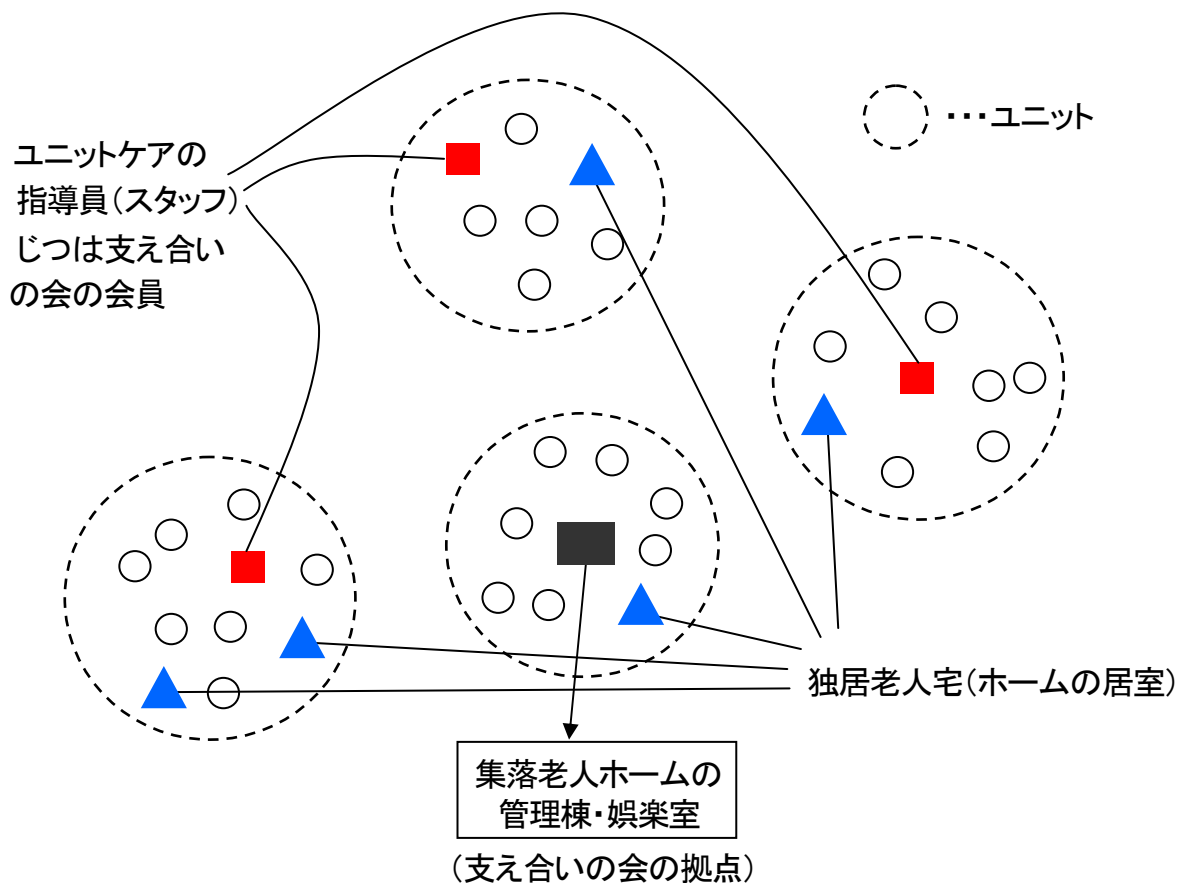 ・・・ユニット
ユニットケアの
指導員(スタッフ)
じつは支え合い
の会の会員
独居老人宅(ホームの居室)
集落老人ホームの
管理棟・娯楽室
(支え合いの会の拠点)